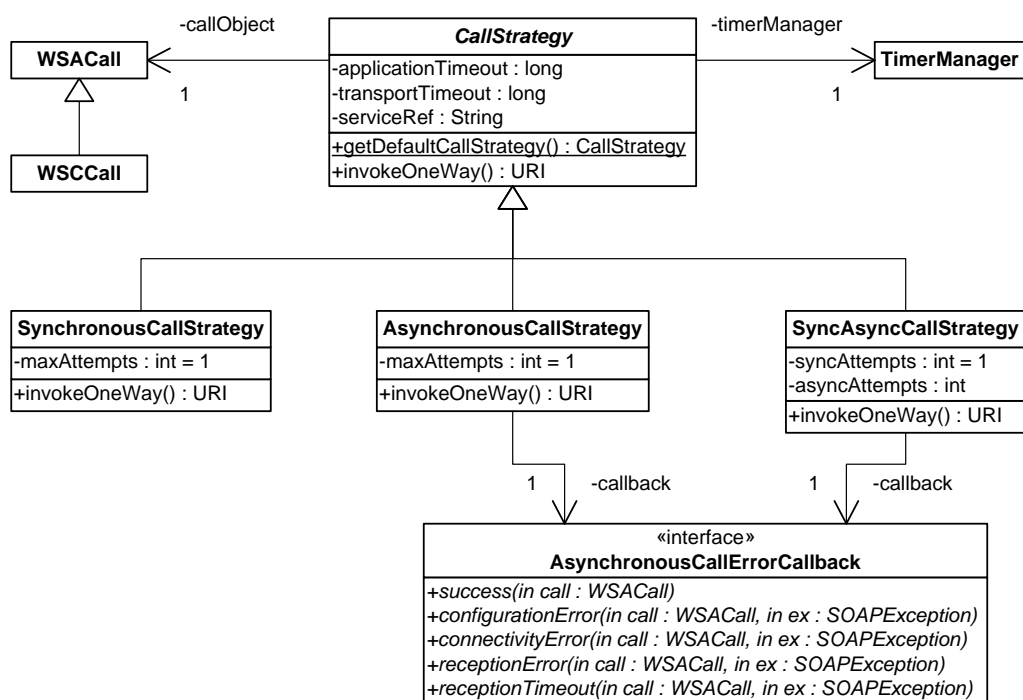 -callObject
CallStrategy
-timerManager
WSACall
-applicationTimeout : long
-transportTimeout : long
-serviceRef : String
TimerManager
1
1
+getDefaultCallStrategy() : CallStrategy
+invokeOneWay() : URI
WSCCall
SynchronousCallStrategy
-maxAttempts : int = 1
+invokeOneWay() : URI
AsynchronousCallStrategy
-maxAttempts : int = 1
+invokeOneWay() : URI
SyncAsyncCallStrategy
-syncAttempts : int = 1
-asyncAttempts : int
+invokeOneWay() : URI
1
-callback
1
-callback
«interface»
AsynchronousCallErrorCallback
+success(in call : WSACall)
+configurationError(in call : WSACall, in ex : SOAPException)
+connectivityError(in call : WSACall, in ex : SOAPException)
+receptionError(in call : WSACall, in ex : SOAPException)
+receptionTimeout(in call : WSACall, in ex : SOAPException)